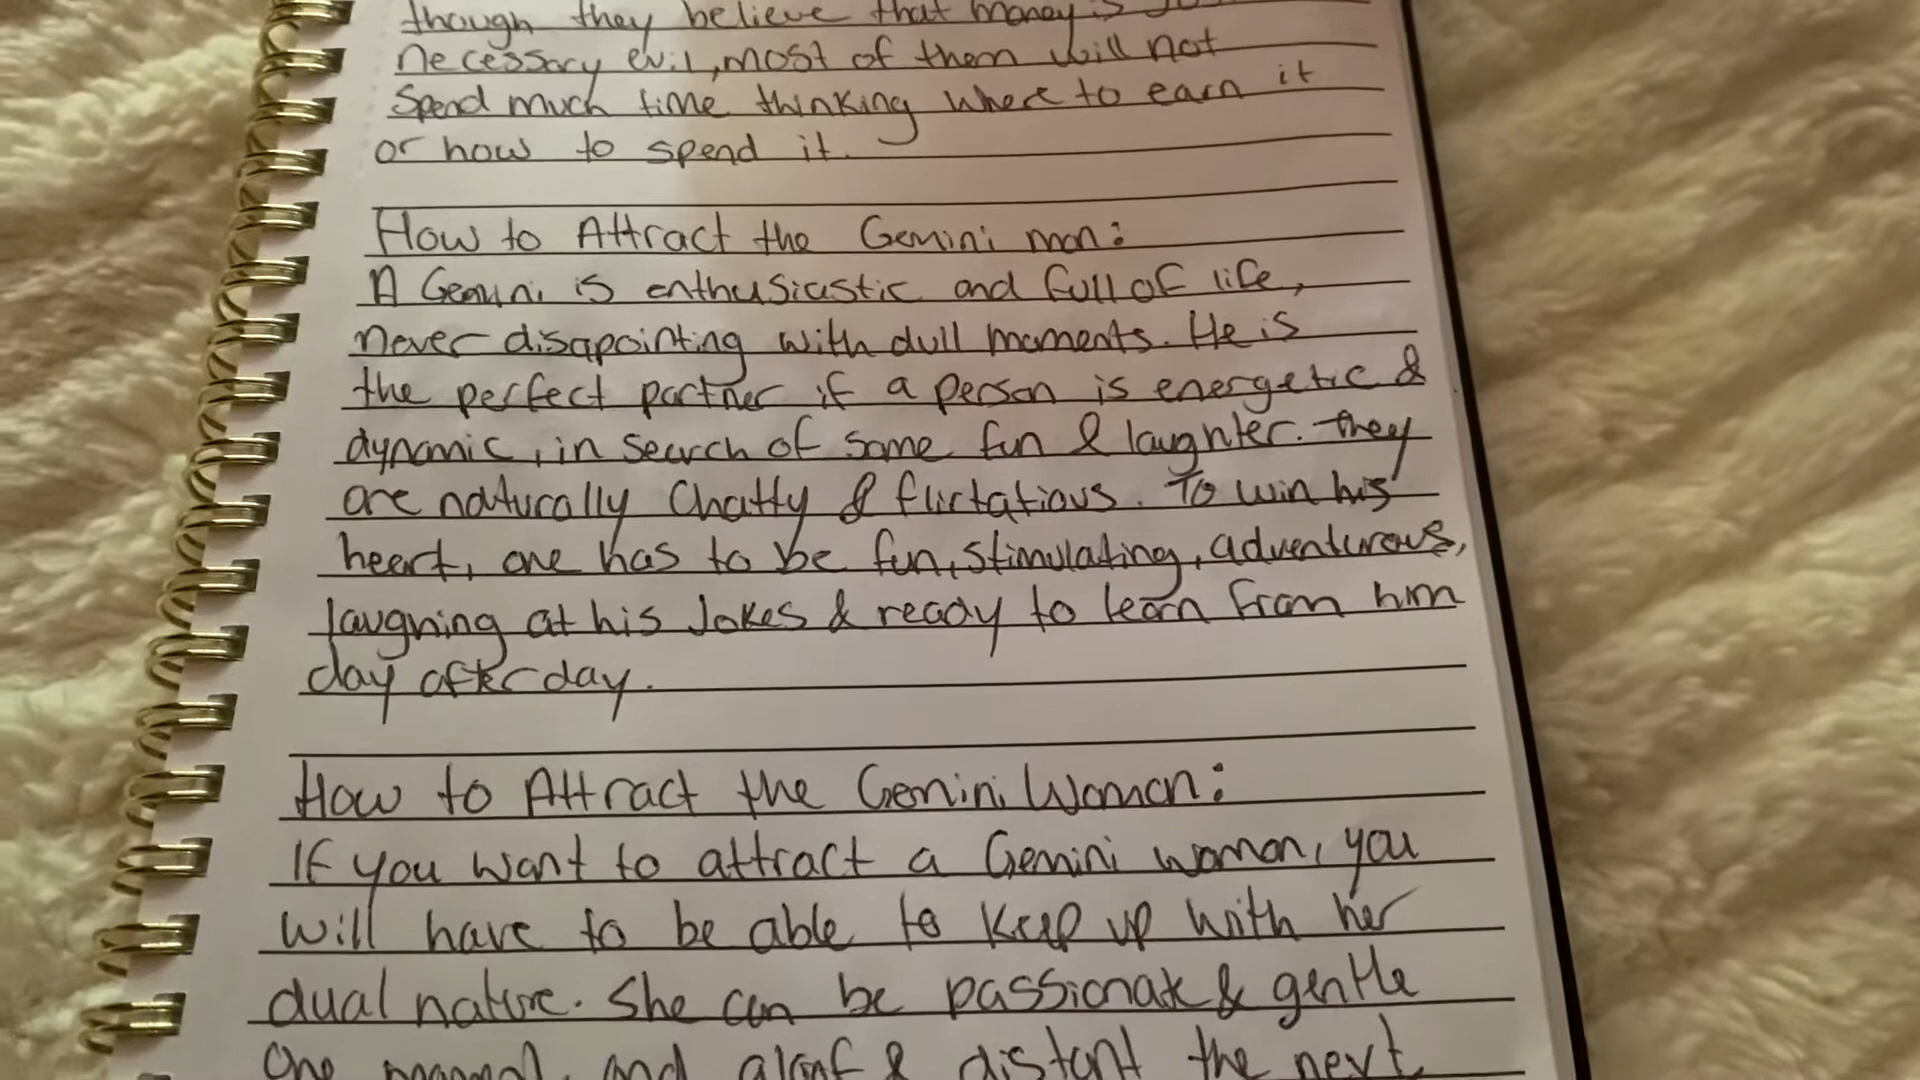 though they believe that money is
necessary evil, most of them will not
spend much time thinking where to earn it
or how to spend it.
How to Attract the Gemini man:
A Gemini is enthusiastic and full of life,
never disapointing with dull moments. He is
the perfect partner if a person is energetic &
dynamic, in search of some fun & laughter. they
are naturally Chatty & flirtatious. To win his
heart, one has to be fun, stimulating, adventurous,
laughing at his Jokes & ready to learn from him
day after day.
How to Attract the Gemini Woman:
If you want to attract a Gemini woman, you
will have to be able to keep up with her
dual nature. She can be passionate & gentle
One moment, and aloof & distant the next